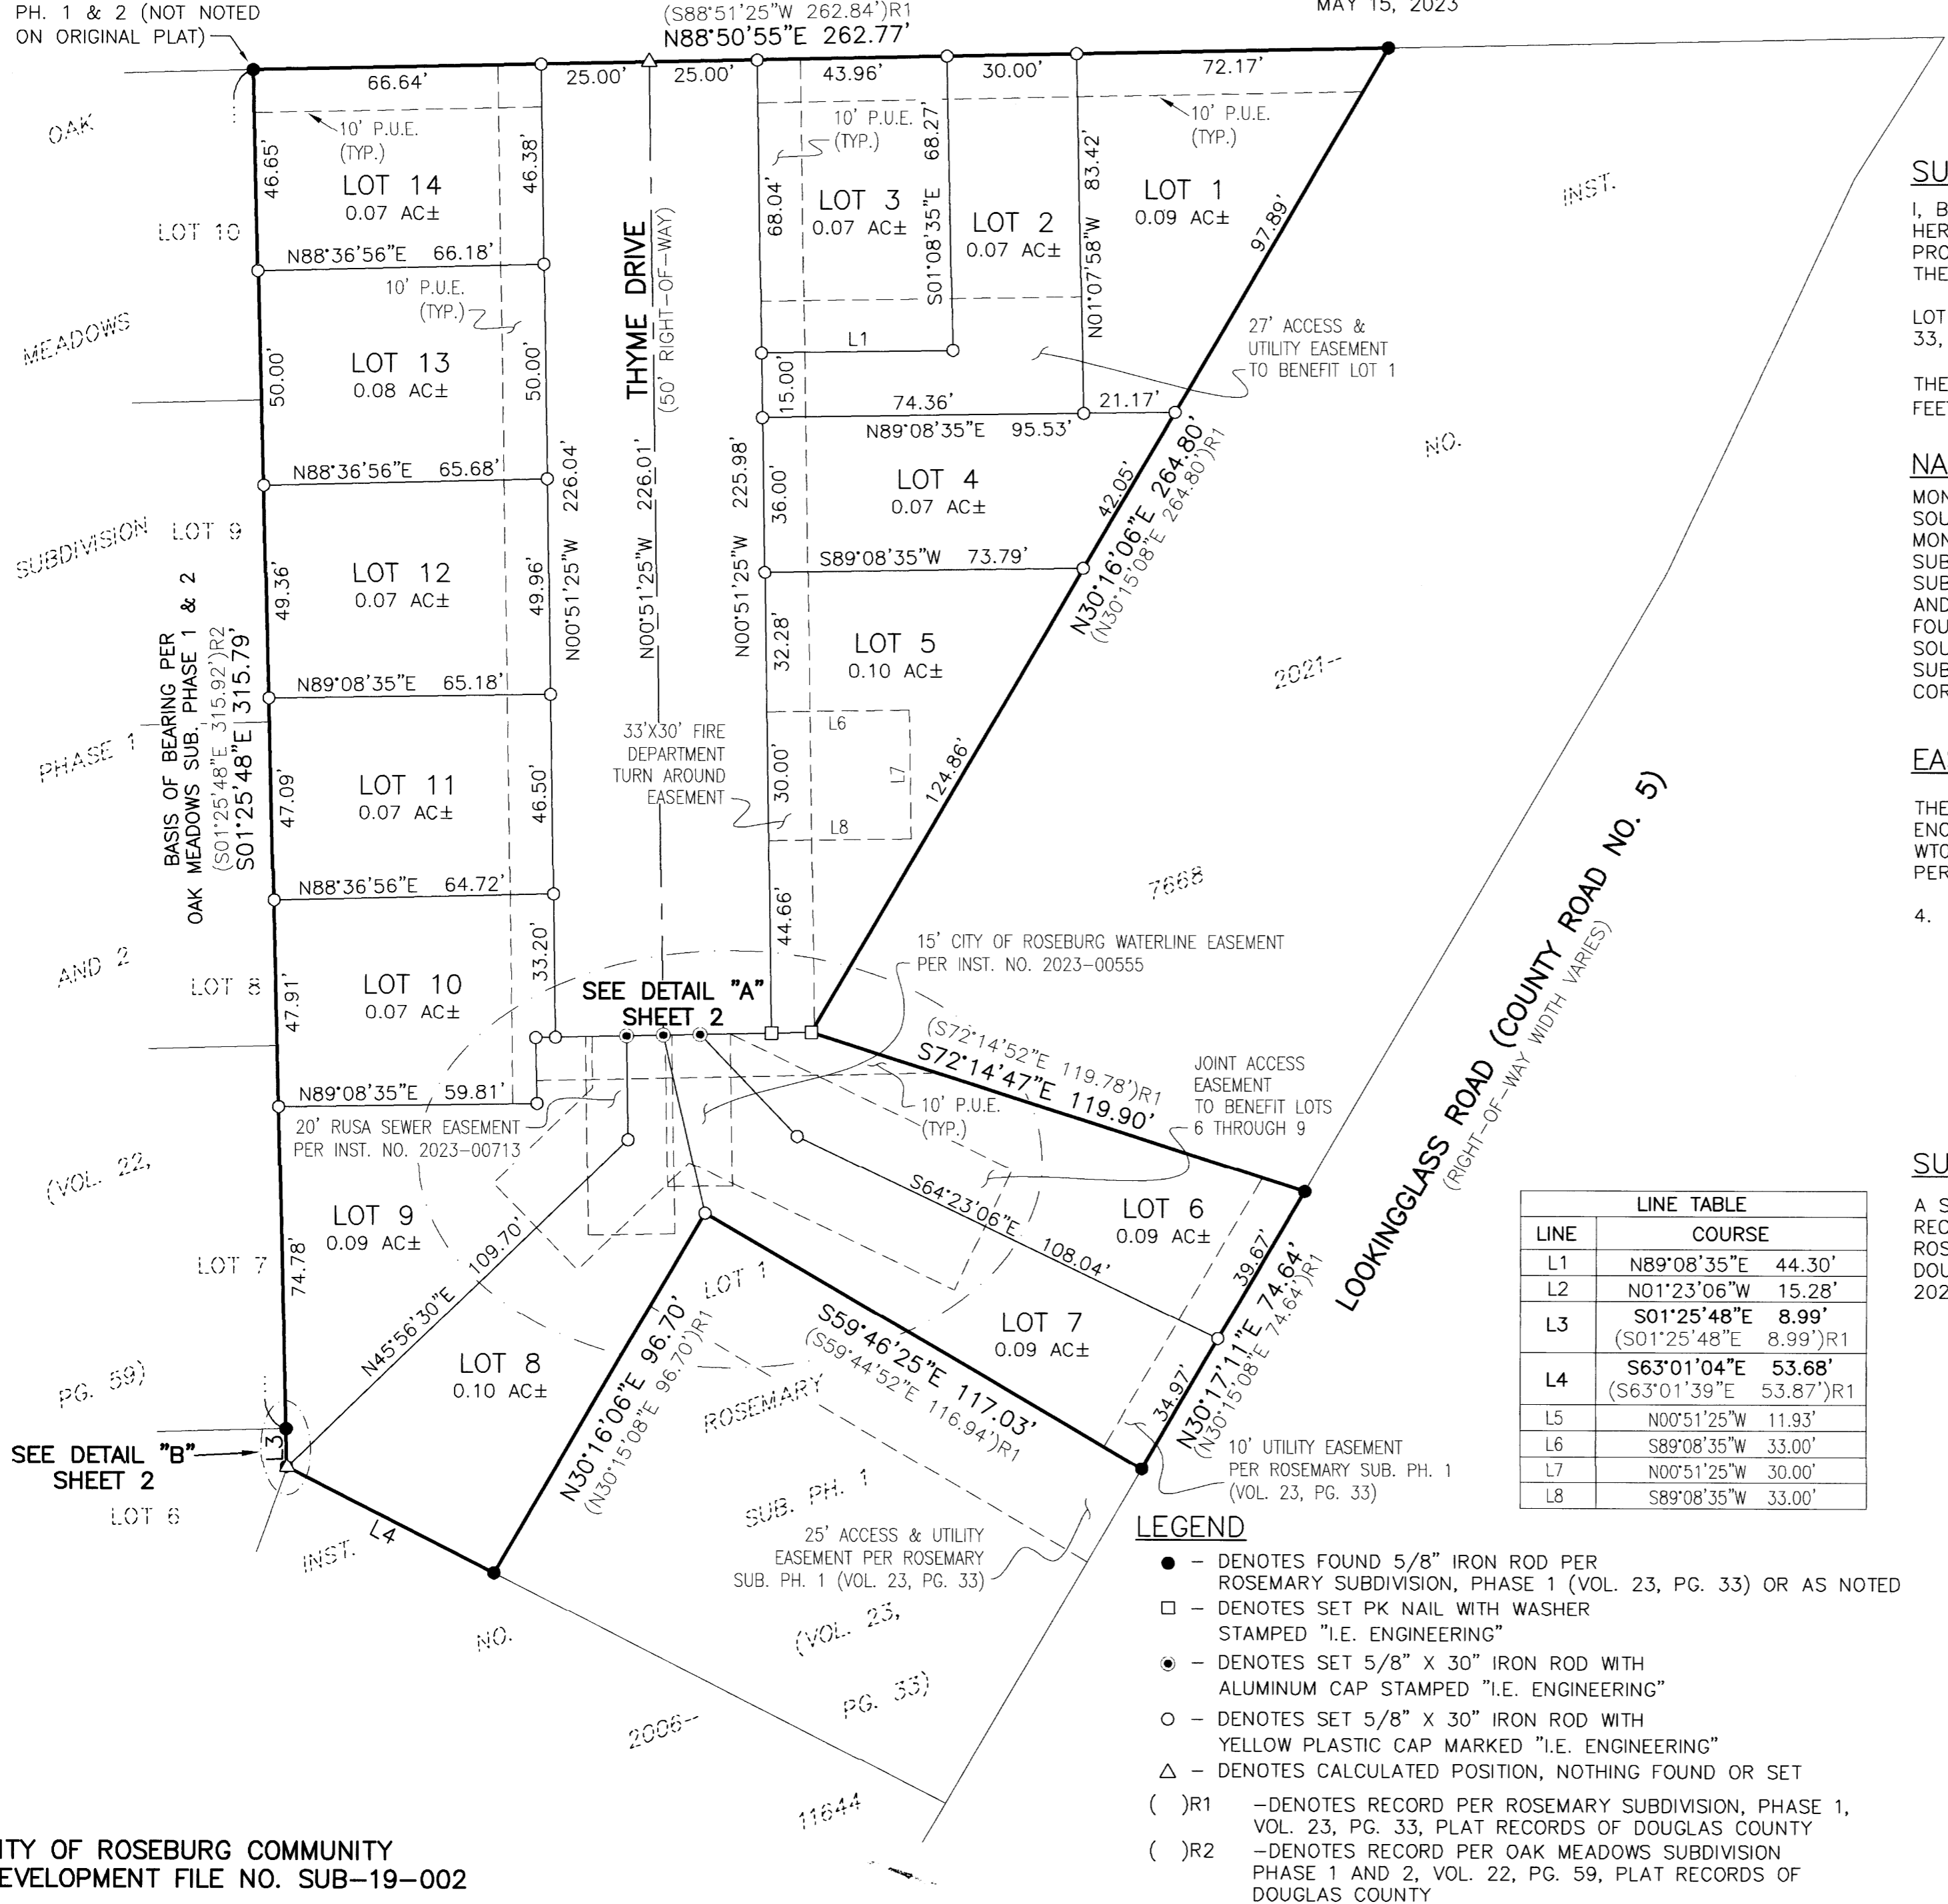 PH. 1 & 2 (NOT NOTED
ON ORIGINAL PLAT)
(S88°51'25"W 262.84')R1
N88°50'55"E 262.77'
MAY 15, 2023
66.64'
25.00'
25.00'
43.96'
30.00'
72.17'
OAK
MEADOWS
SUBDIVISION
PHASE 1
AND 2
(VOL. 22,
PG. 59)
LOT 10
LOT 9
LOT 8
LOT 7
LOT 6
46.65'
50.00'
49.36'
47.09'
47.91'
74.78'
BASIS OF BEARING PER
OAK MEADOWS SUB. PHASE 1 & 2
(S01°25'48"E 315.92')R2
S01°25'48"E 315.79'
10' P.U.E.
(TYP.)
LOT 14
0.07 AC±
46.38'
N88°36'56"E 66.18'
10' P.U.E.
(TYP.)
LOT 13
0.08 AC±
50.00'
N88°36'56"E 65.68'
LOT 12
0.07 AC±
49.96'
N89°08'35"E 65.18'
LOT 11
0.07 AC±
46.50'
N88°36'56"E 64.72'
LOT 10
0.07 AC±
33.20'
N89°08'35"E 59.81'
N00°51'25"W 226.04'
THYME DRIVE
(50' RIGHT-OF-WAY)
N00°51'25"W 226.01'
N00°51'25"W 225.98'
68.04'
15.00'
36.00'
32.28'
30.00'
44.66'
10' P.U.E.
(TYP.)
LOT 3
0.07 AC±
S01°08'35"E 68.27'
L1
LOT 2
0.07 AC±
N01°07'58"W 83.42'
10' P.U.E.
(TYP.)
LOT 1
0.09 AC±
97.89'
27' ACCESS &
UTILITY EASEMENT
TO BENEFIT LOT 1
74.36'
21.17'
N89°08'35"E 95.53'
LOT 4
0.07 AC±
42.05'
N30°16'06"E 264.80'
(N30°15'08"E 264.80')R1
S89°08'35"W 73.79'
LOT 5
0.10 AC±
L6
L7
L8
33'X30' FIRE
DEPARTMENT
TURN AROUND
EASEMENT
124.86'
INST.
NO.
2021--
7668
15' CITY OF ROSEBURG WATERLINE EASEMENT
PER INST. NO. 2023-00555
SEE DETAIL "A"
SHEET 2
(S72°14'52"E 119.78')R1
S72°14'47"E 119.90'
JOINT ACCESS
EASEMENT
TO BENEFIT LOTS
6 THROUGH 9
10' P.U.E.
(TYP.)
20' RUSA SEWER EASEMENT
PER INST. NO. 2023-00713
LOT 9
0.09 AC±
N45°56'30"E 109.70'
LOT 8
0.10 AC±
LOT 6
0.09 AC±
S64°23'06"E 108.04'
LOT 7
0.09 AC±
39.67'
34.97'
N30°17'11"E 74.64'
(N30°15'08"E 74.64')R1
LOOKINGGLASS ROAD (COUNTY ROAD NO. 5)
(RIGHT-OF-WAY WIDTH VARIES)
N30°16'06"E 96.70'
(N30°15'08"E 96.70')R1
S59°46'25"E 117.03'
(S59°44'52"E 116.94')R1
LOT 1
ROSEMARY
SUB. PH. 1
(VOL. 23,
PG. 33)
10' UTILITY EASEMENT
PER ROSEMARY SUB. PH. 1
(VOL. 23, PG. 33)
25' ACCESS & UTILITY
EASEMENT PER ROSEMARY
SUB. PH. 1 (VOL. 23, PG. 33)
L3
SEE DETAIL "B"
SHEET 2
L4
INST.
NO.
2006--
11644
LINE TABLE
LINE COURSE
L1 N89°08'35"E 44.30'
L2 N01°23'06"W 15.28'
L3 S01°25'48"E 8.99'
(S01°25'48"E 8.99')R1
L4 S63°01'04"E 53.68'
(S63°01'39"E 53.87')R1
L5 N00°51'25"W 11.93'
L6 S89°08'35"W 33.00'
L7 N00°51'25"W 30.00'
L8 S89°08'35"W 33.00'
LEGEND
● – DENOTES FOUND 5/8" IRON ROD PER
ROSEMARY SUBDIVISION, PHASE 1 (VOL. 23, PG. 33) OR AS NOTED
□ – DENOTES SET PK NAIL WITH WASHER
STAMPED "I.E. ENGINEERING"
◉ – DENOTES SET 5/8" X 30" IRON ROD WITH
ALUMINUM CAP STAMPED "I.E. ENGINEERING"
○ – DENOTES SET 5/8" X 30" IRON ROD WITH
YELLOW PLASTIC CAP MARKED "I.E. ENGINEERING"
△ – DENOTES CALCULATED POSITION, NOTHING FOUND OR SET
( )R1 –DENOTES RECORD PER ROSEMARY SUBDIVISION, PHASE 1,
VOL. 23, PG. 33, PLAT RECORDS OF DOUGLAS COUNTY
( )R2 –DENOTES RECORD PER OAK MEADOWS SUBDIVISION
PHASE 1 AND 2, VOL. 22, PG. 59, PLAT RECORDS OF
DOUGLAS COUNTY
ITY OF ROSEBURG COMMUNITY
EVELOPMENT FILE NO. SUB-19-002
SU
I, B
HER
PRO
THE
LOT
33,
THE
FEE
NA
MON
SOU
MON
SUB
SUB
AND
FOU
SOU
SUB
COR
EA
THE
ENC
WTC
PER
4.
SU
A S
REC
ROS
DOU
202